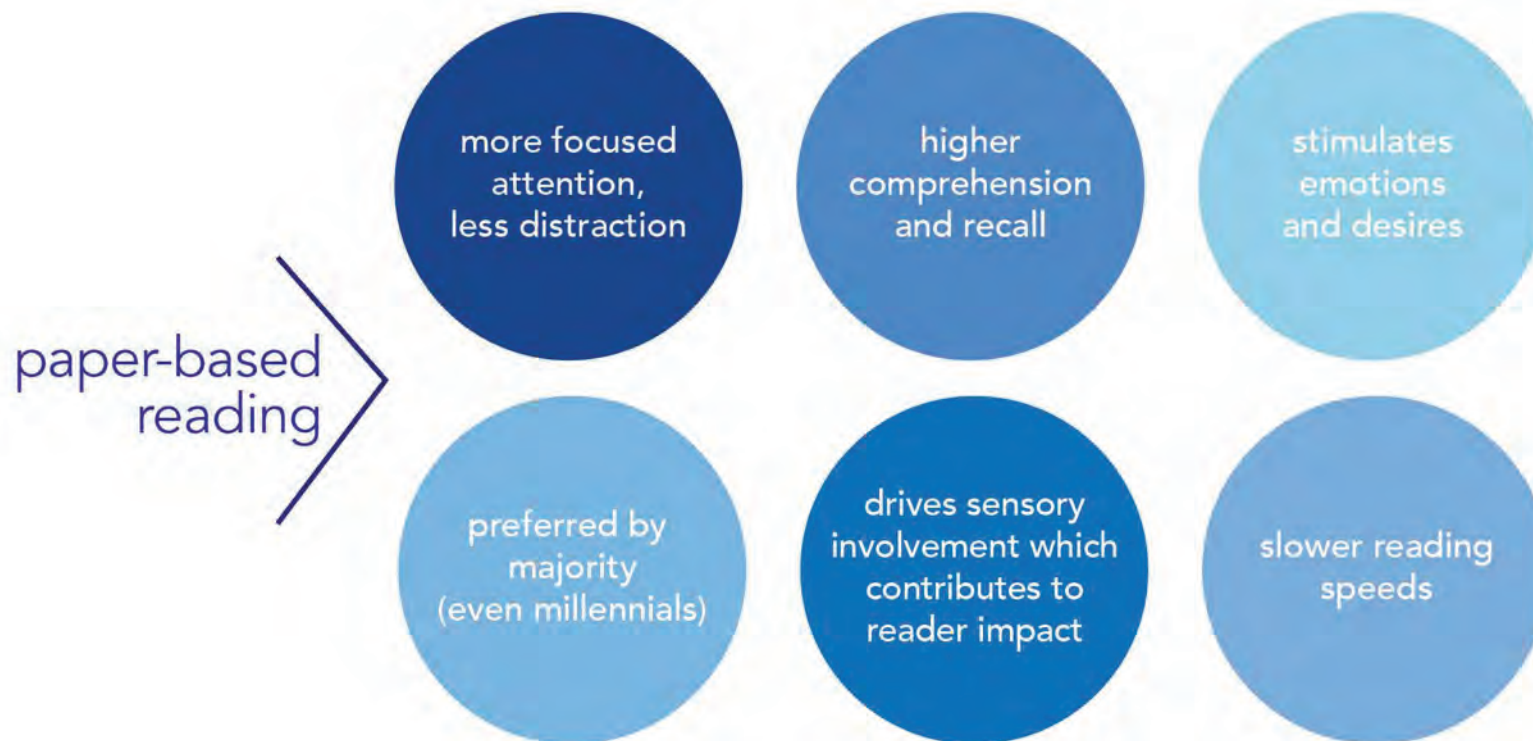 paper-based
reading
more focused
attention,
less distraction
higher
comprehension
and recall
stimulates
emotions
and desires
preferred by
majority
(even millennials)
drives sensory
involvement which
contributes to
reader impact
slower reading
speeds